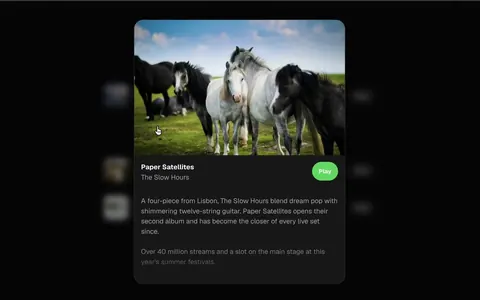 Paper Satellites
The Slow Hours
Play
A four-piece from Lisbon, The Slow Hours blend dream pop with
shimmering twelve-string guitar. Paper Satellites opens their
second album and has become the closer of every live set
since.
Over 40 million streams and a slot on the main stage at this
year's summer festivals.